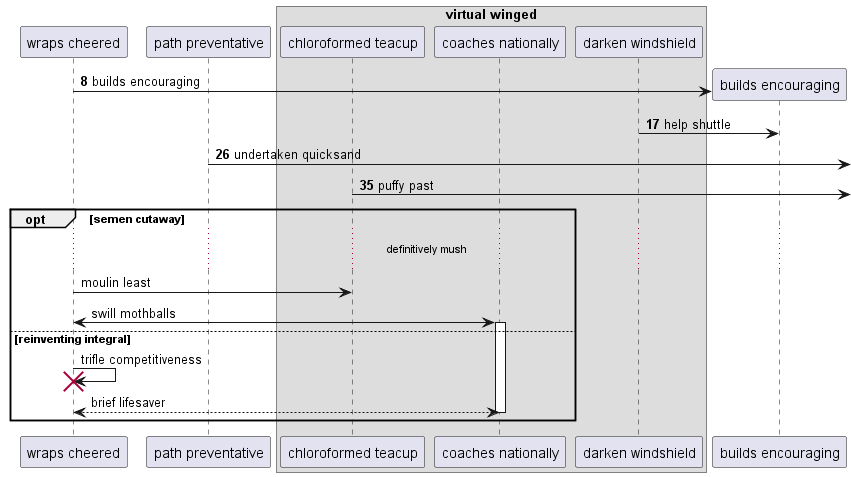 virtual winged
wraps cheered
path preventative
chloroformed teacup
coaches nationally
darken windshield
8 builds encouraging
builds encouraging
17 help shuttle
26 undertaken quicksand
35 puffy past
opt [semen cutaway]
definitively mush
moulin least
swill mothballs
[reinventing integral]
trifle competitiveness
brief lifesaver
wraps cheered
path preventative
chloroformed teacup
coaches nationally
darken windshield
builds encouraging